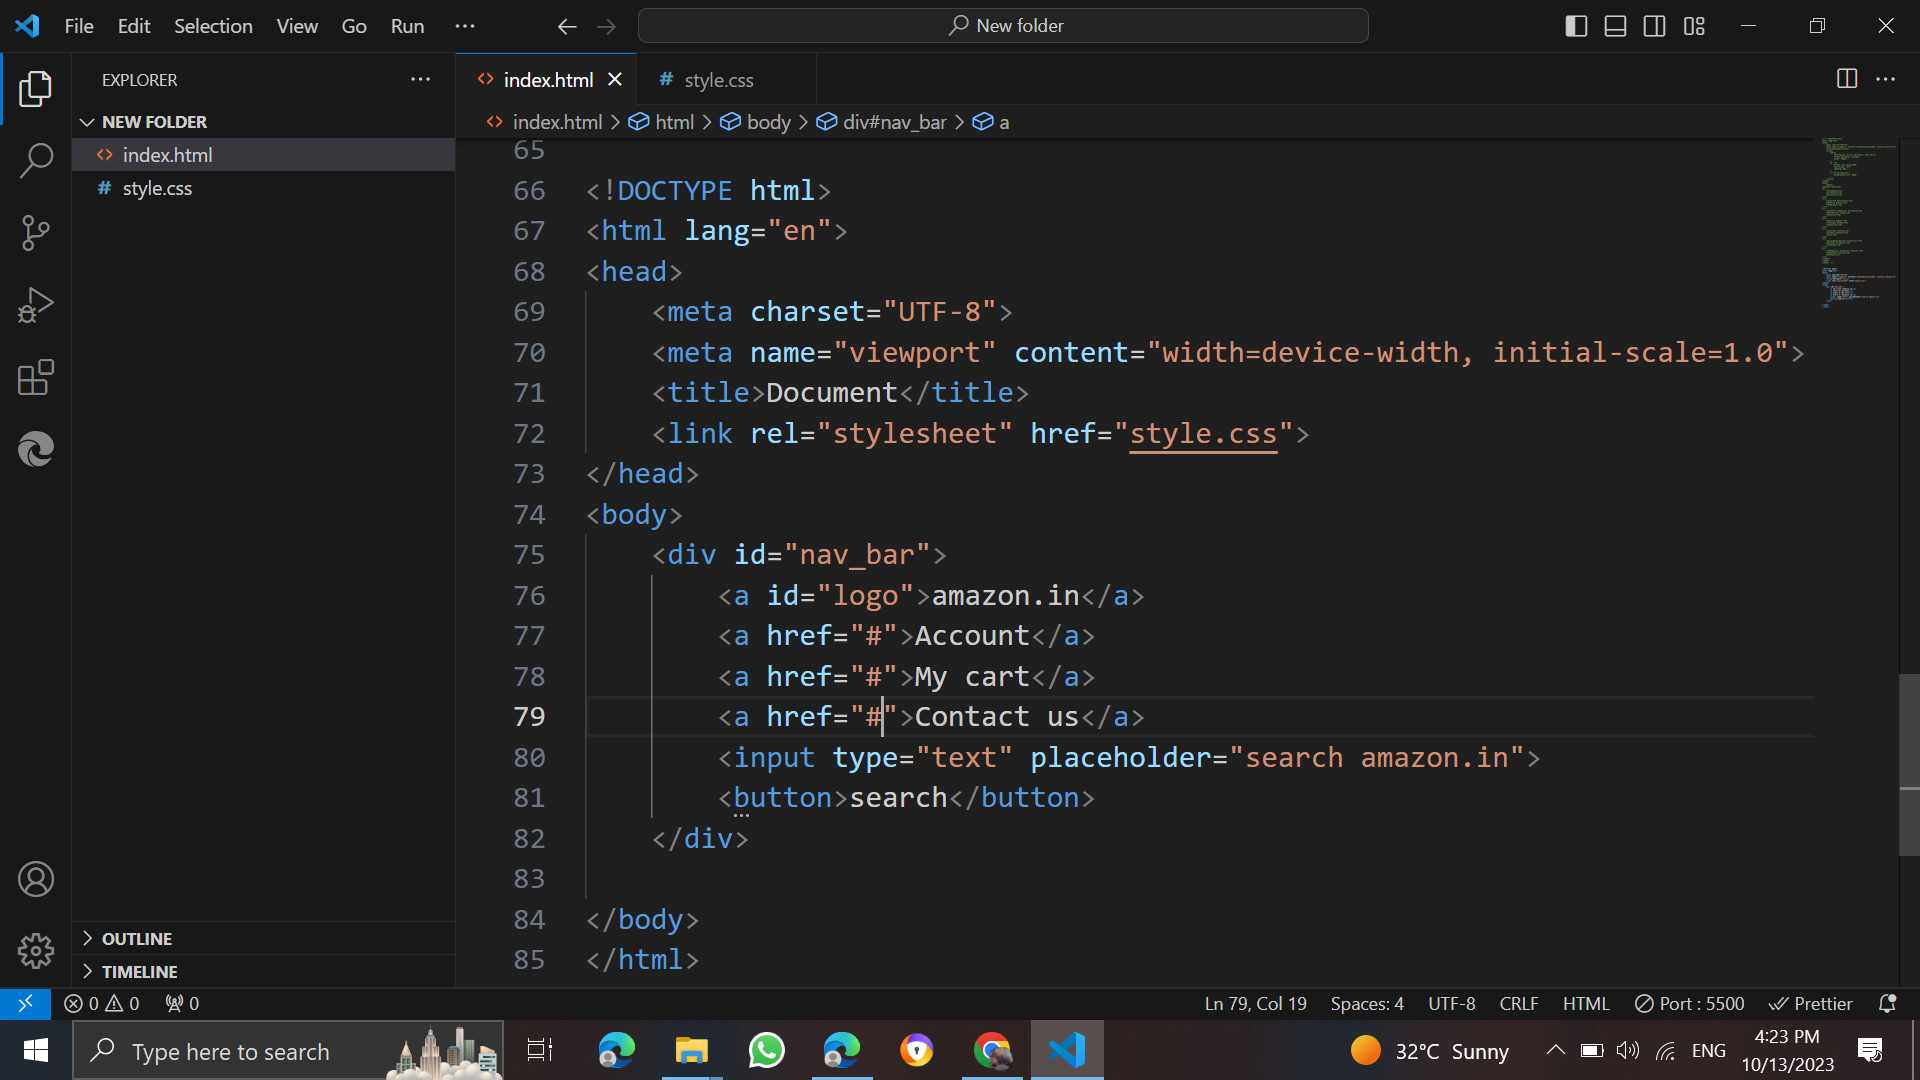 File Edit Selection View Go Run ···
New folder
EXPLORER ···
NEW FOLDER
index.html
style.css
index.html
style.css
index.html > html > body > div#nav_bar > a
65
66 <!DOCTYPE html>
67 <html lang="en">
68 <head>
69 <meta charset="UTF-8">
70 <meta name="viewport" content="width=device-width, initial-scale=1.0">
71 <title>Document</title>
72 <link rel="stylesheet" href="style.css">
73 </head>
74 <body>
75 <div id="nav_bar">
76 <a id="logo">amazon.in</a>
77 <a href="#">Account</a>
78 <a href="#">My cart</a>
79 <a href="#">Contact us</a>
80 <input type="text" placeholder="search amazon.in">
81 <button>search</button>
82 </div>
83
84 </body>
85 </html>
OUTLINE
TIMELINE
0 0 0
Ln 79, Col 19 Spaces: 4 UTF-8 CRLF HTML Port : 5500 Prettier
Type here to search
32°C Sunny
ENG
4:23 PM
10/13/2023